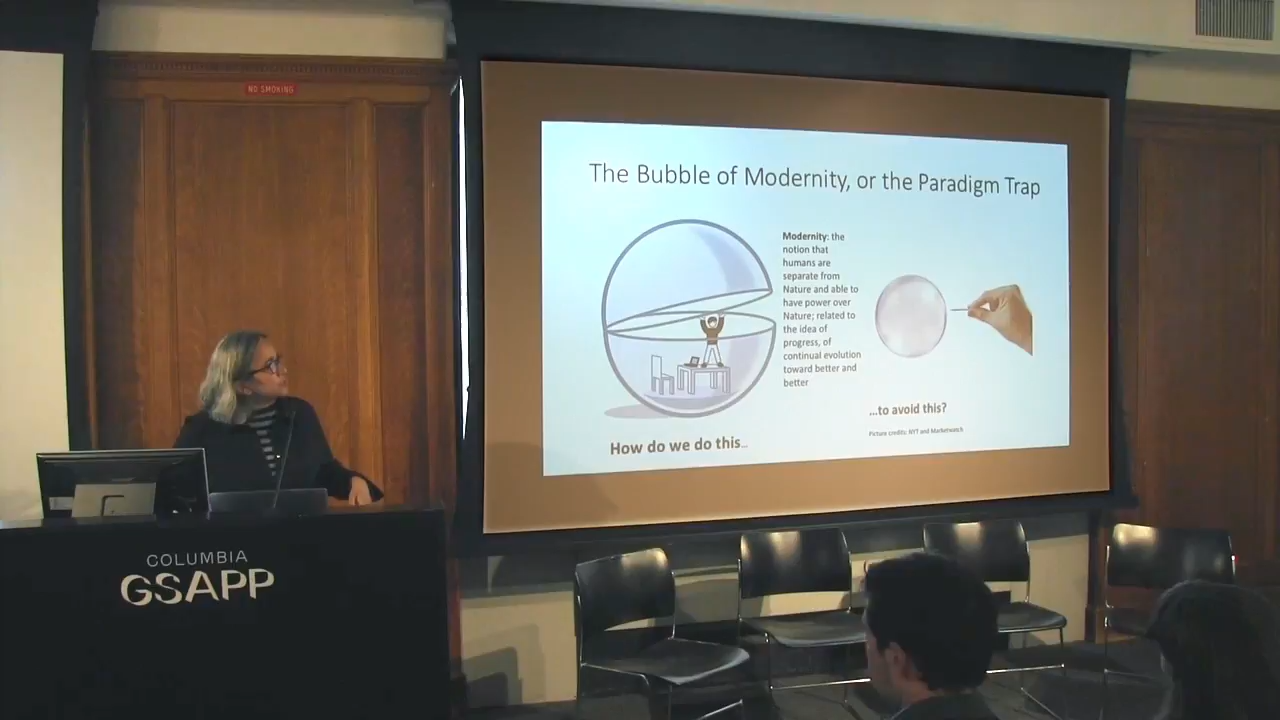 NO SMOKING
The Bubble of Modernity, or the Paradigm Trap
Modernity: the
notion that
humans are
separate from
Nature and able to
have power over
Nature; related to
the idea of
progress, of
continual evolution
toward better and
better
...to avoid this?
Picture credits: NYT and Marketwatch
How do we do this...
COLUMBIA
GSAPP